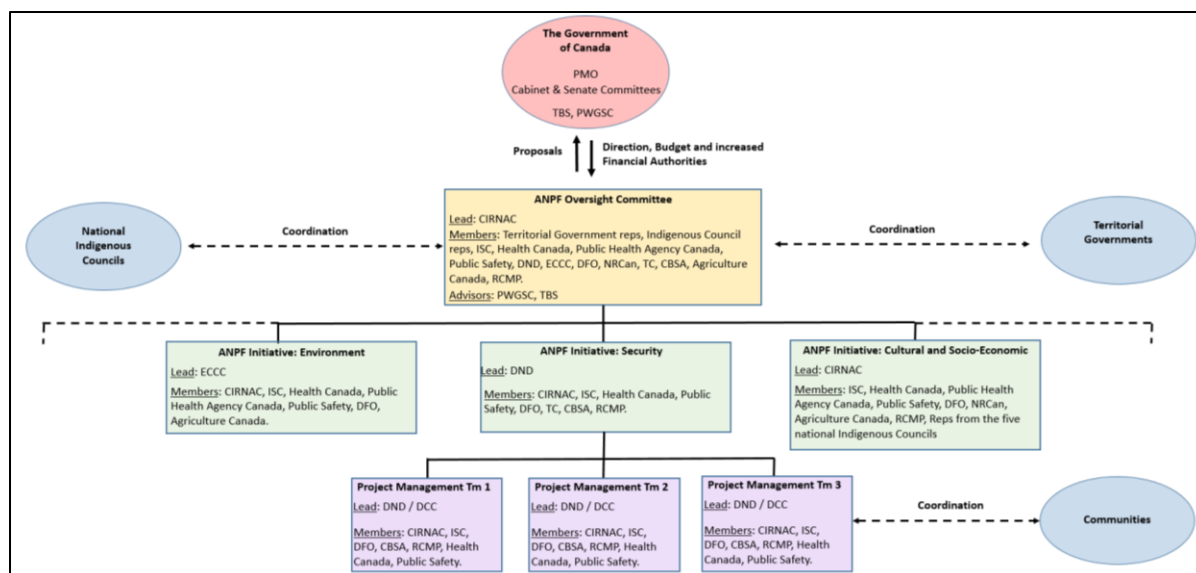 The Government
of Canada
PMO
Cabinet & Senate Committees
TBS, PWGSC
Proposals
Direction, Budget and increased
Financial Authorities
ANPF Oversight Committee
Lead: CIRNAC
Members: Territorial Government reps, Indigenous Council
reps, ISC, Health Canada, Public Health Agency Canada,
Public Safety, DND, ECCC, DFO, NRCan, TC, CBSA, Agriculture
Canada, RCMP.
Advisors: PWGSC, TBS
National
Indigenous
Councils
Coordination
Coordination
Territorial
Governments
ANPF Initiative: Environment
Lead: ECCC
Members: CIRNAC, ISC, Health Canada, Public
Health Agency Canada, Public Safety, DFO,
Agriculture Canada.
ANPF Initiative: Security
Lead: DND
Members: CIRNAC, ISC, Health Canada, Public
Safety, DFO, TC, CBSA, RCMP.
ANPF Initiative: Cultural and Socio-Economic
Lead: CIRNAC
Members: ISC, Health Canada, Public Health
Agency Canada, Public Safety, DFO, NRCan,
Agriculture Canada, RCMP, Reps from the five
national Indigenous Councils
Project Management Tm 1
Lead: DND / DCC
Members: CIRNAC, ISC,
DFO, CBSA, RCMP, Health
Canada, Public Safety.
Project Management Tm 2
Lead: DND / DCC
Members: CIRNAC, ISC,
DFO, CBSA, RCMP, Health
Canada, Public Safety.
Project Management Tm 3
Lead: DND / DCC
Members: CIRNAC, ISC,
DFO, CBSA, RCMP, Health
Canada, Public Safety.
Coordination
Communities